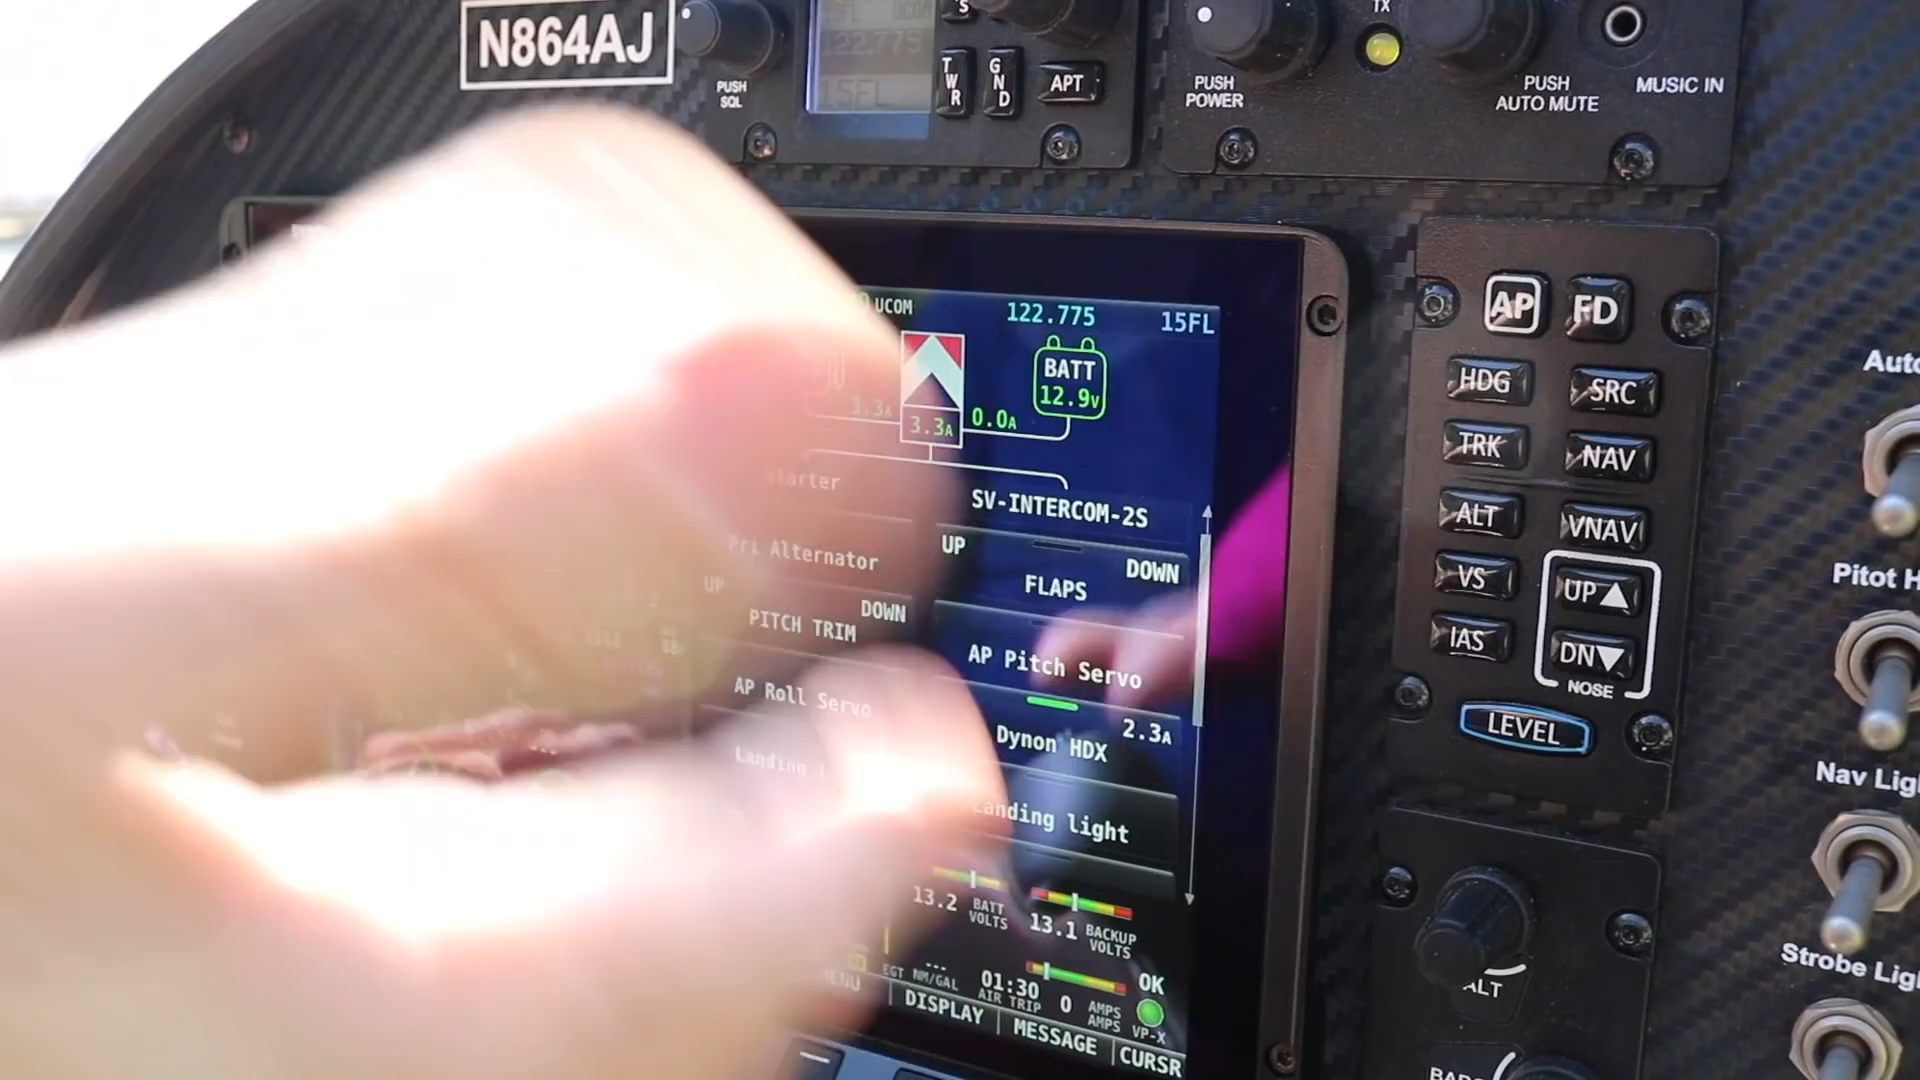 N864AJ
PUSH
SQL
122.775
15FL
TWR
GND
APT
PUSH
POWER
TX
PUSH
AUTO MUTE
MUSIC IN
UCOM
122.775
15FL
BATT
12.9V
3.3A
3.3A
0.0A
Starter
SV-INTERCOM-2S
Pri Alternator
UP
DOWN
FLAPS
UP
DOWN
PITCH TRIM
AP Pitch Servo
AP Roll Servo
2.3A
Dynon HDX
Landing
Landing light
13.2 BATT VOLTS
13.1 BACKUP VOLTS
EGT NM/GAL
01:30
AIR TRIP
0 AMPS
AMPS
OK
VP-X
MENU
DISPLAY
MESSAGE
CURSR
AP
FD
HDG
SRC
TRK
NAV
ALT
VNAV
VS
UP
IAS
DN
NOSE
LEVEL
ALT
Auto
Pitot H
Nav Lig
Strobe Lig